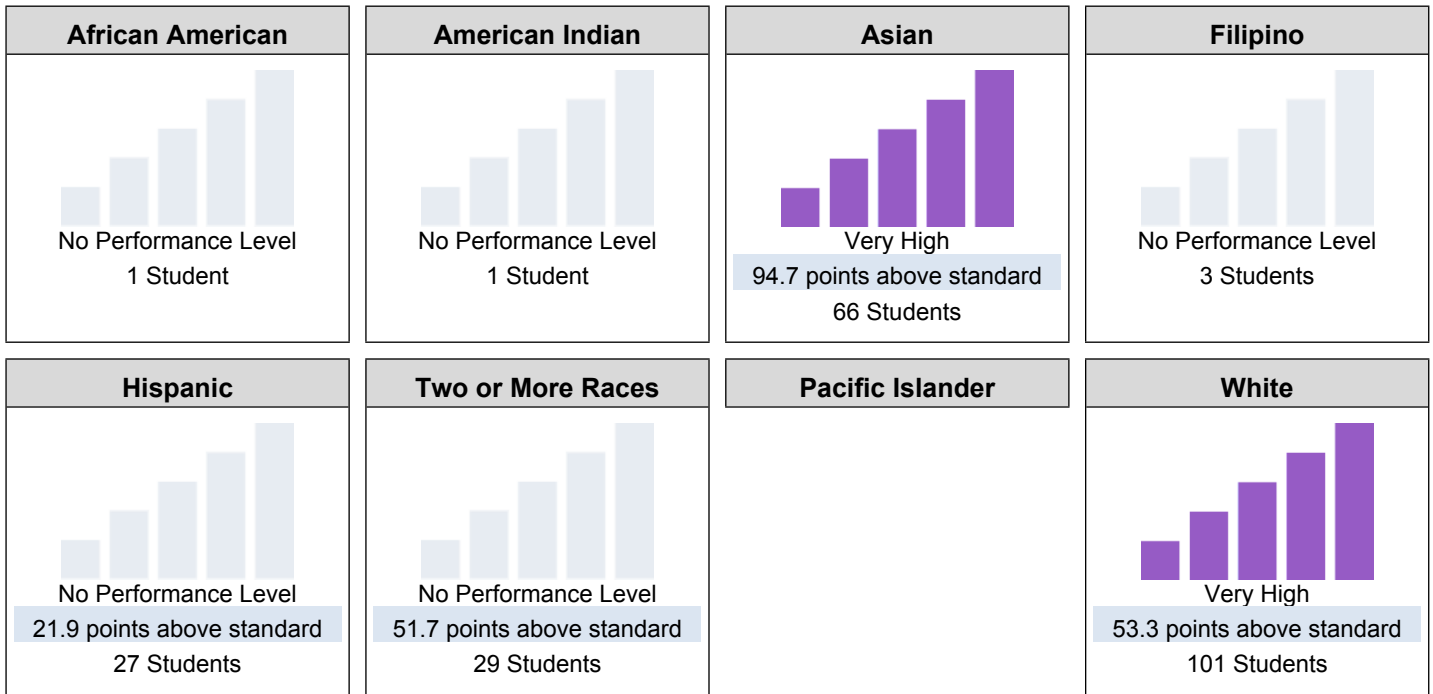 African American
No Performance Level
1 Student
American Indian
No Performance Level
1 Student
Asian
Very High
94.7 points above standard
66 Students
Filipino
No Performance Level
3 Students
Hispanic
No Performance Level
21.9 points above standard
27 Students
Two or More Races
No Performance Level
51.7 points above standard
29 Students
Pacific Islander
White
Very High
53.3 points above standard
101 Students